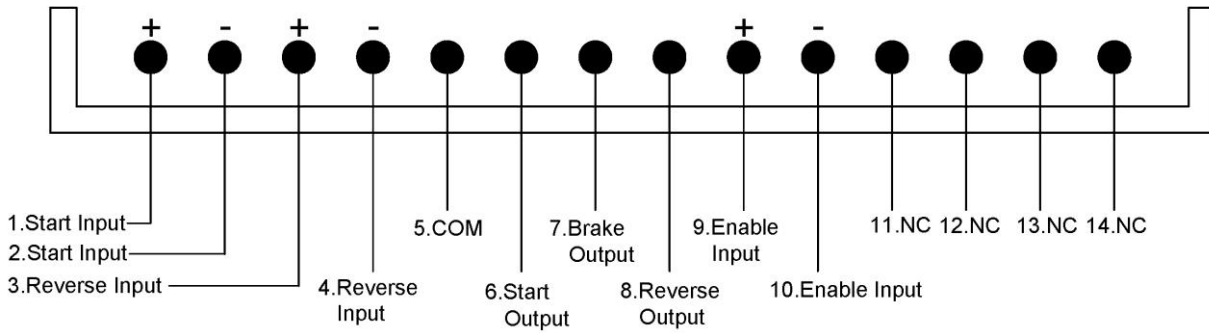 + - + - + -
1.Start Input
2.Start Input
3.Reverse Input
4.Reverse
Input
5.COM
6.Start
Output
7.Brake
Output
8.Reverse
Output
9.Enable
Input
10.Enable Input
11.NC 12.NC 13.NC 14.NC